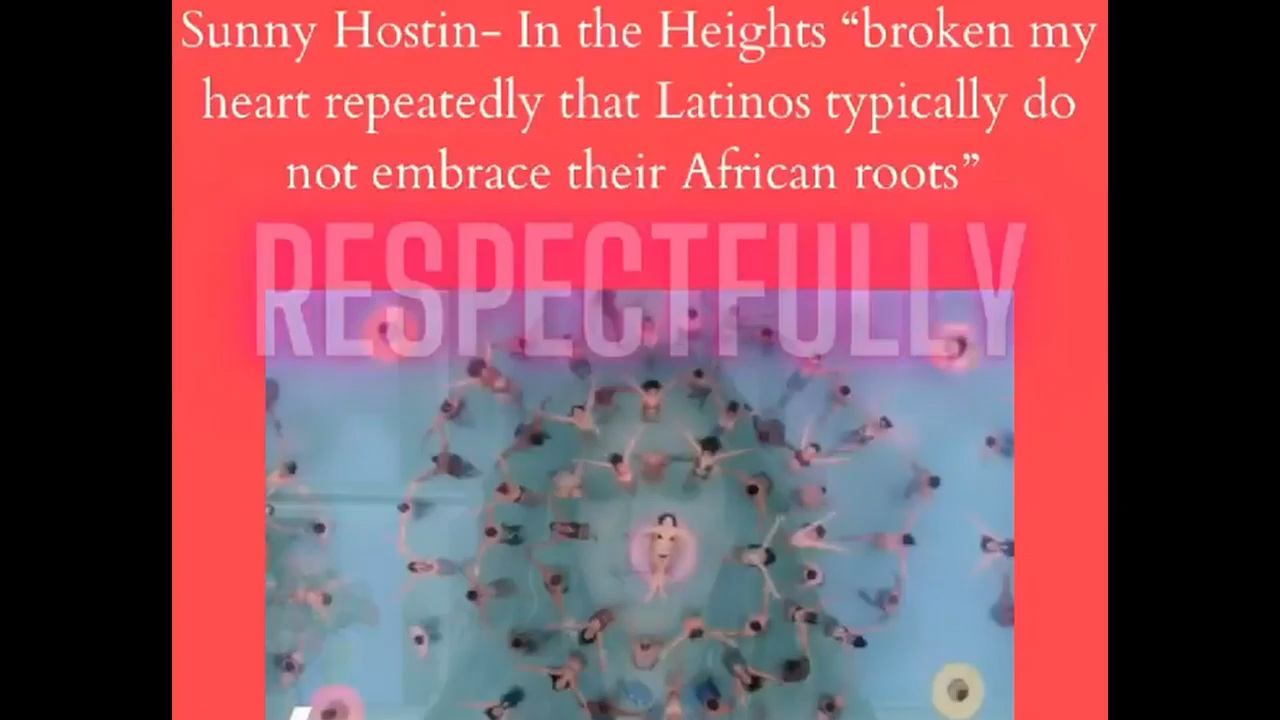 Sunny Hostin- In the Heights “broken my
heart repeatedly that Latinos typically do
not embrace their African roots”
RESPECTFULLY